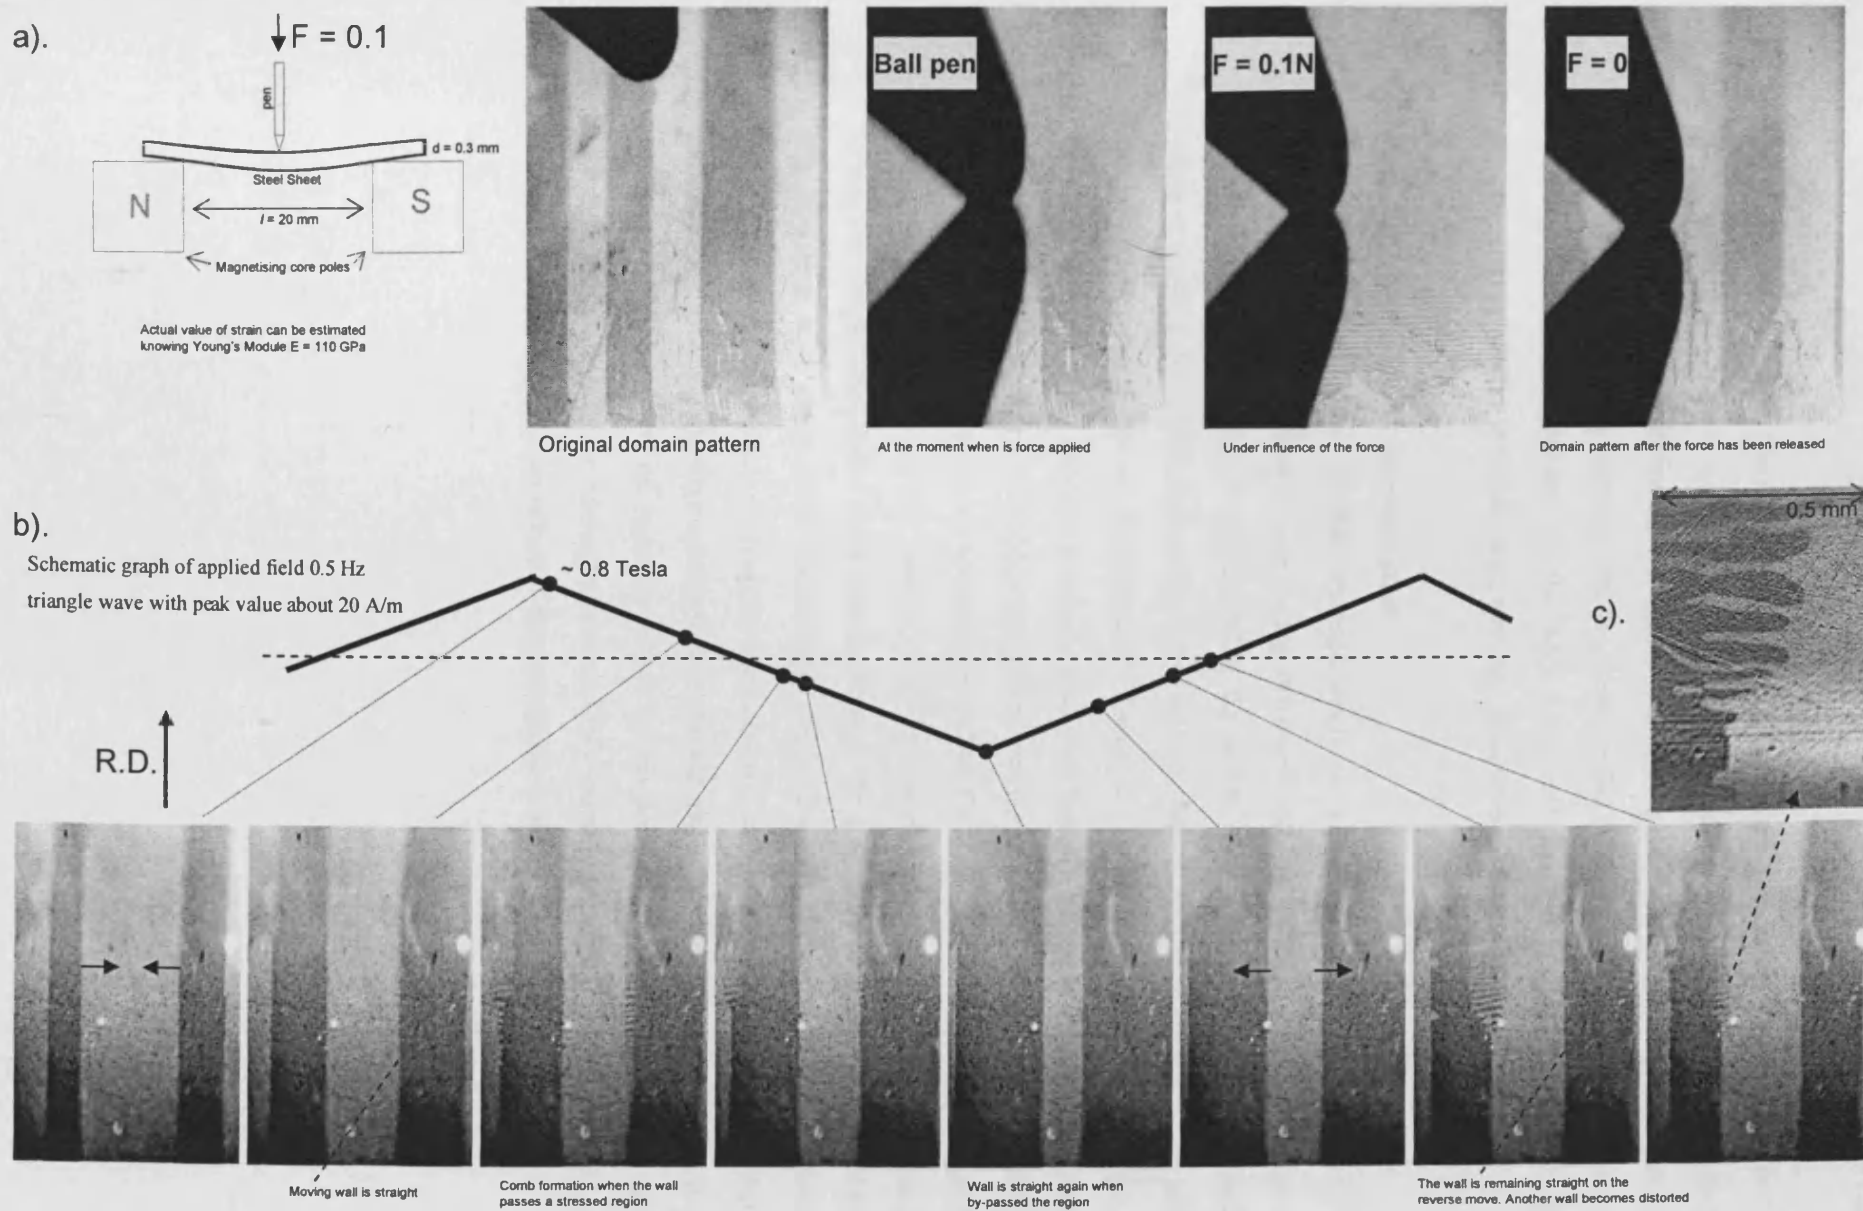 a).
F = 0.1
pen
d = 0.3 mm
Steel Sheet
N
S
l = 20 mm
Magnetising core poles
Actual value of strain can be estimated
knowing Young's Module E = 110 GPa
Original domain pattern
Ball pen
At the moment when is force applied
F = 0.1N
Under influence of the force
F = 0
Domain pattern after the force has been released
b).
Schematic graph of applied field 0.5 Hz
triangle wave with peak value about 20 A/m
~ 0.8 Tesla
R.D.
c).
0.5 mm
Moving wall is straight
Comb formation when the wall
passes a stressed region
Wall is straight again when
by-passed the region
The wall is remaining straight on the
reverse move. Another wall becomes distorted